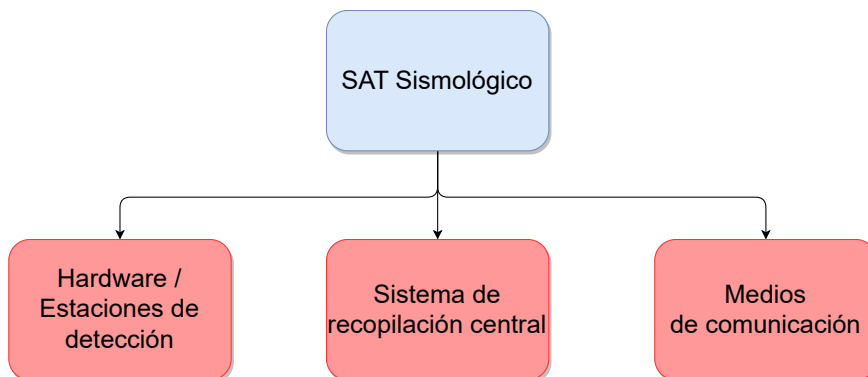 SAT Sismológico
Hardware /
Estaciones de
detección
Sistema de
recopilación central
Medios
de comunicación